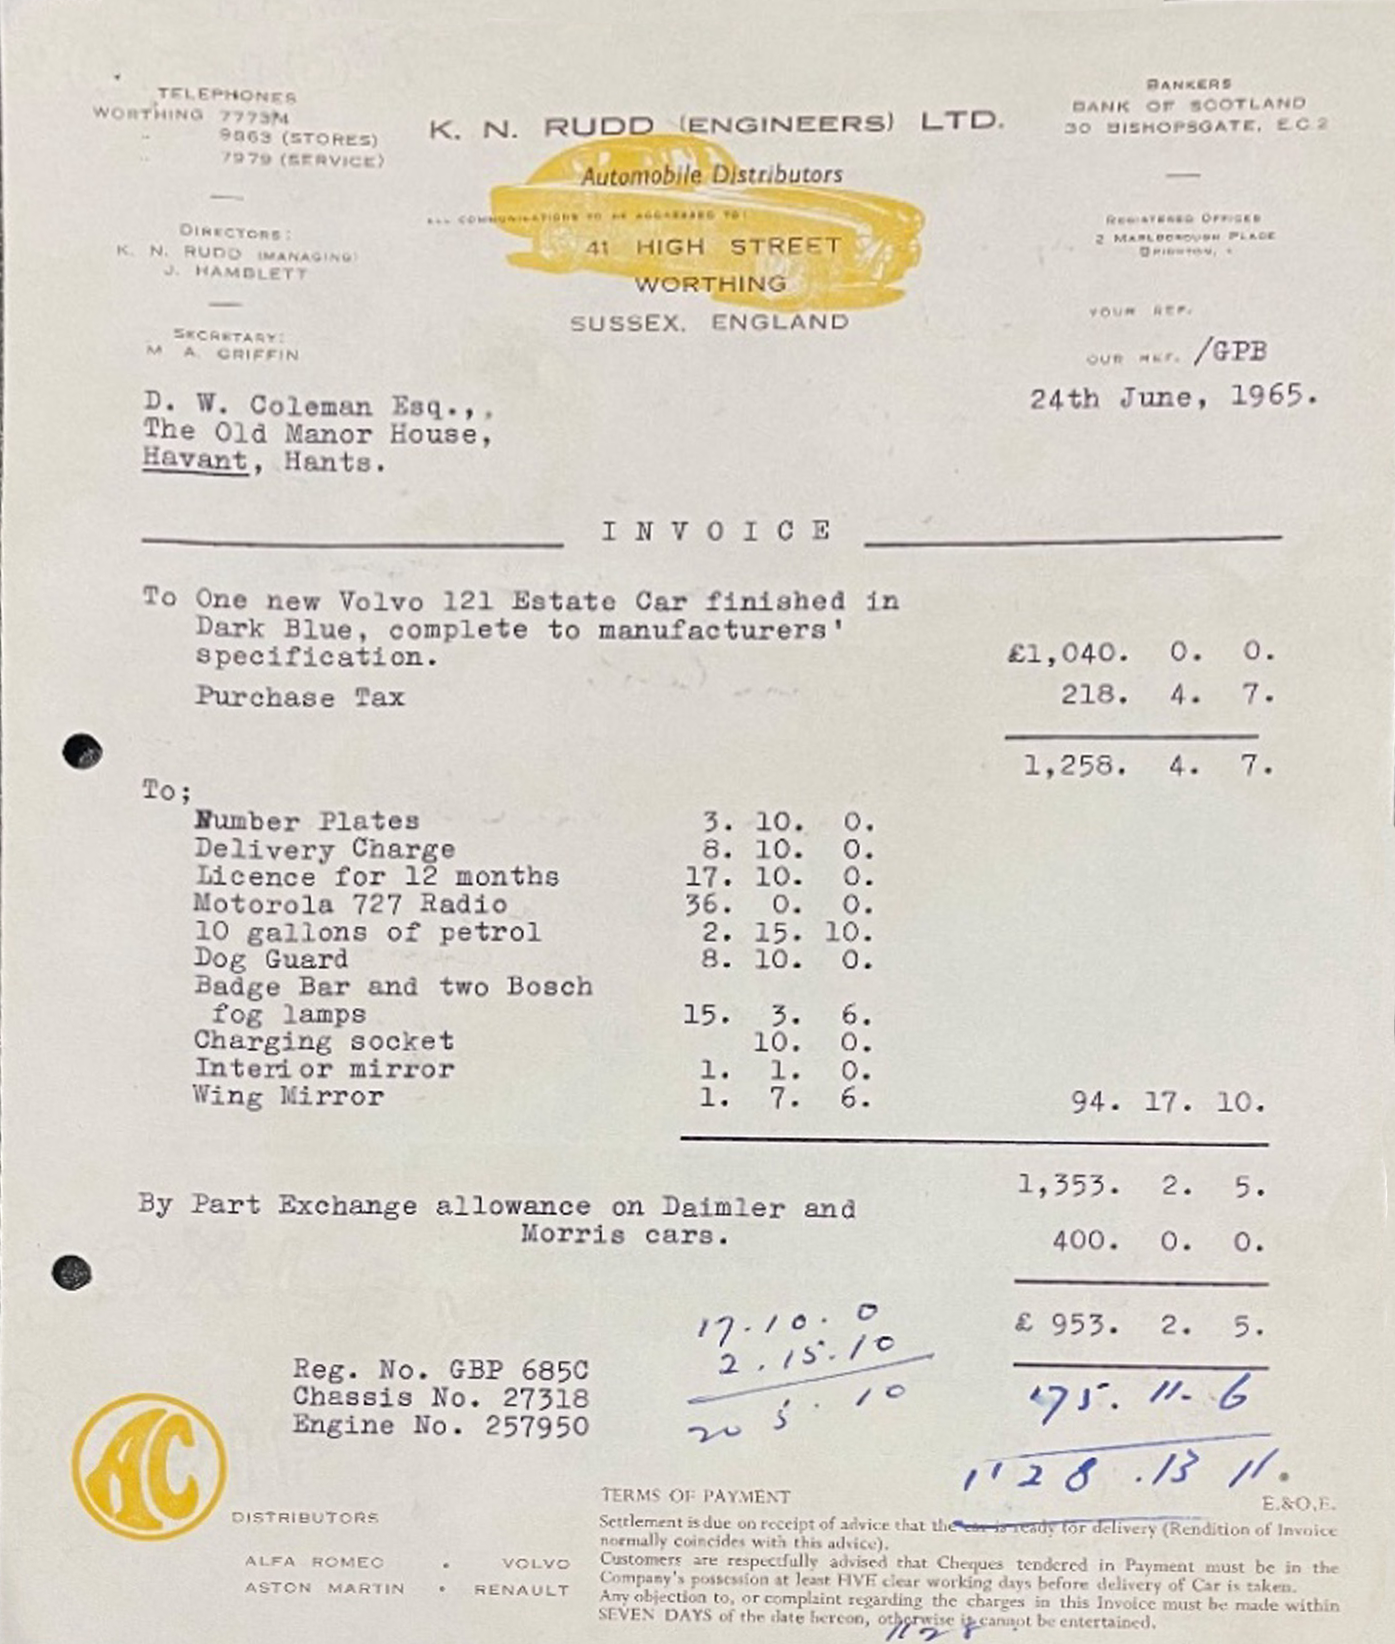 TELEPHONES
WORTHING 7773/4
" 9863 (STORES)
" 7979 (SERVICE)
DIRECTORS:
K. N. RUDD (MANAGING)
J. HAMBLETT
SECRETARY:
M A. GRIFFIN
K. N. RUDD (ENGINEERS) LTD.
Automobile Distributors
ALL COMMUNICATIONS TO BE ADDRESSED TO:
41 HIGH STREET
WORTHING
SUSSEX, ENGLAND
BANKERS
BANK OF SCOTLAND
30 BISHOPSGATE, E.C.2
REGISTERED OFFICES
2 MARLBOROUGH PLACE
BRIGHTON,
YOUR REF.
OUR REF. /GPB
24th June, 1965.
D. W. Coleman Esq.,.
The Old Manor House,
Havant, Hants.
INVOICE
To One new Volvo 121 Estate Car finished in
Dark Blue, complete to manufacturers'
specification. £1,040. 0. 0.
Purchase Tax 218. 4. 7.
1,258. 4. 7.
To;
Number Plates 3. 10. 0.
Delivery Charge 8. 10. 0.
Licence for 12 months 17. 10. 0.
Motorola 727 Radio 36. 0. 0.
10 gallons of petrol 2. 15. 10.
Dog Guard 8. 10. 0.
Badge Bar and two Bosch
fog lamps 15. 3. 6.
Charging socket 10. 0.
Interior mirror 1. 1. 0.
Wing Mirror 1. 7. 6. 94. 17. 10.
1,353. 2. 5.
By Part Exchange allowance on Daimler and
Morris cars. 400. 0. 0.
£ 953. 2. 5.
17.10.0
2.15.10
20 5.10
175.11.6
1128.13 11.
Reg. No. GBP 685C
Chassis No. 27318
Engine No. 257950
AC
DISTRIBUTORS
ALFA ROMEO • VOLVO
ASTON MARTIN • RENAULT
E.&O.E.
TERMS OF PAYMENT
Settlement is due on receipt of advice that the car is ready for delivery (Rendition of Invoice
normally coincides with this advice).
Customers are respectfully advised that Cheques tendered in Payment must be in the
Company's possession at least FIVE clear working days before delivery of Car is taken.
Any objection to, or complaint regarding the charges in this Invoice must be made within
SEVEN DAYS of the date hereon, otherwise it cannot be entertained.
1128